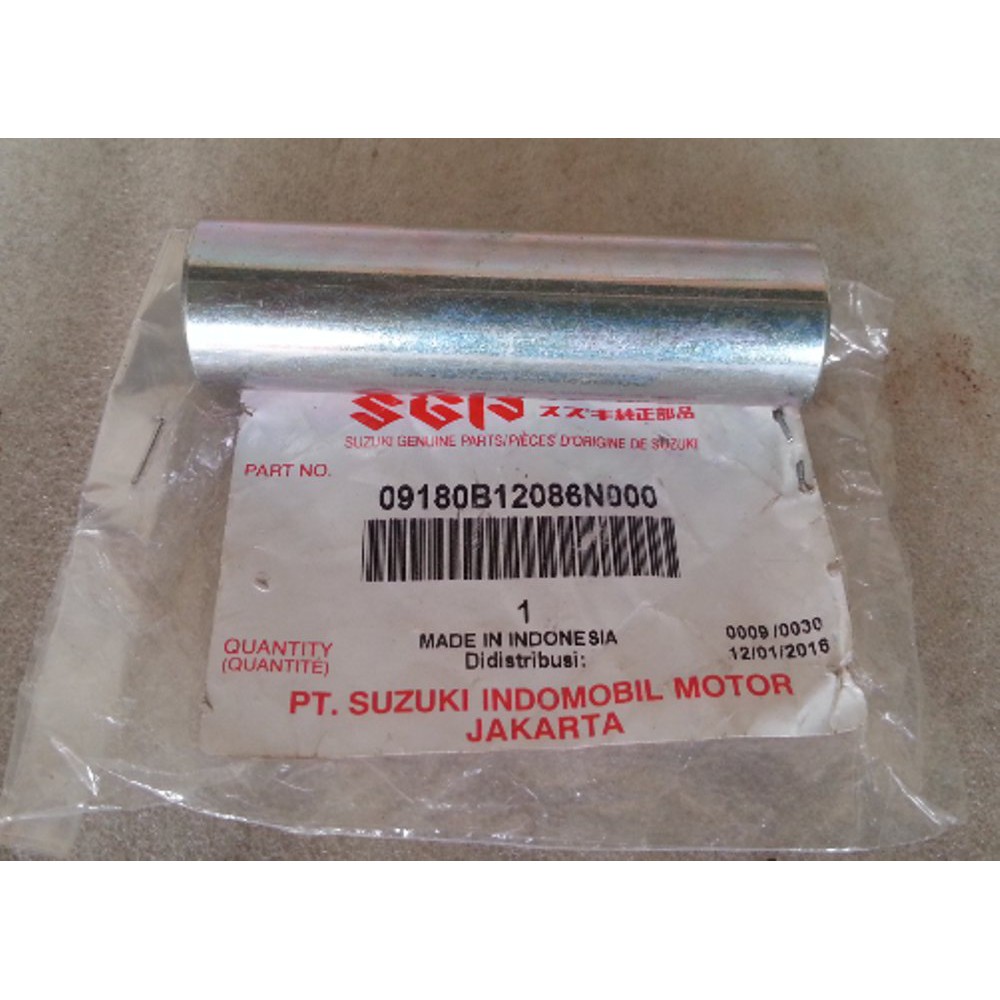 SGP スズキ純正部品
SUZUKI GENUINE PARTS/PIÈCES D'ORIGINE DE SUZUKI
PART NO.
09180B12086N000
1
QUANTITY
(QUANTITÉ)
MADE IN INDONESIA
Didistribusi:
0009/0030
12/01/2016
PT. SUZUKI INDOMOBIL MOTOR
JAKARTA